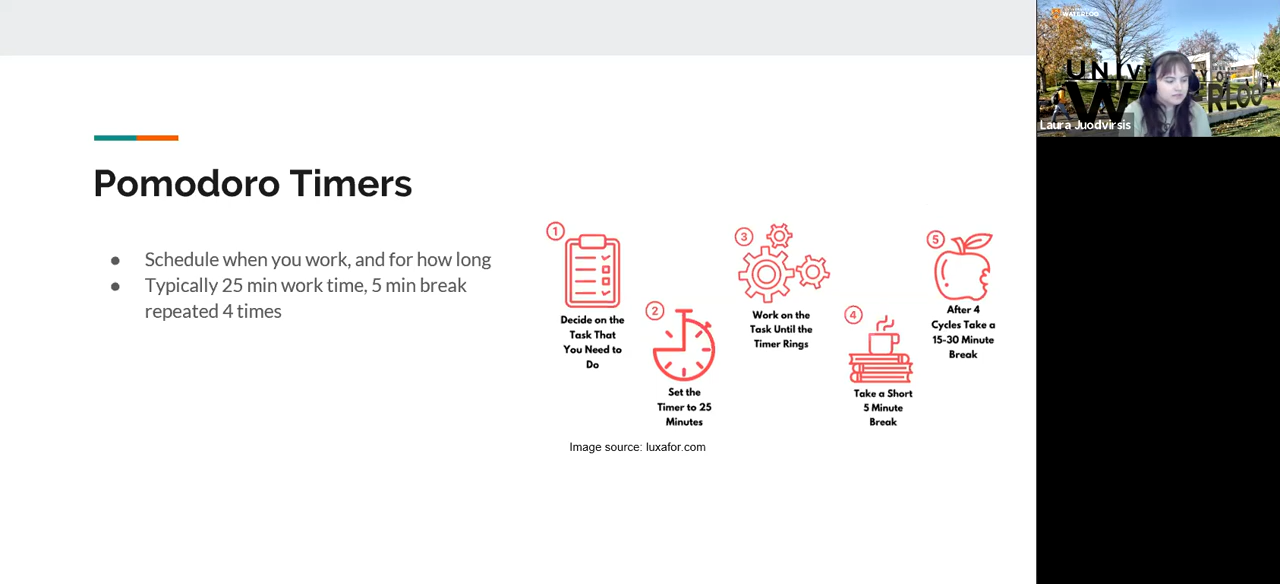 Pomodoro Timers
● Schedule when you work, and for how long
● Typically 25 min work time, 5 min break
repeated 4 times
1
Decide on the
Task That
You Need to
Do
2
Set the
Timer to 25
Minutes
3
Work on the
Task Until the
Timer Rings
4
Take a Short
5 Minute
Break
5
After 4
Cycles Take a
15-30 Minute
Break
Image source: luxafor.com
WATERLOO
Laura Juodvirsis